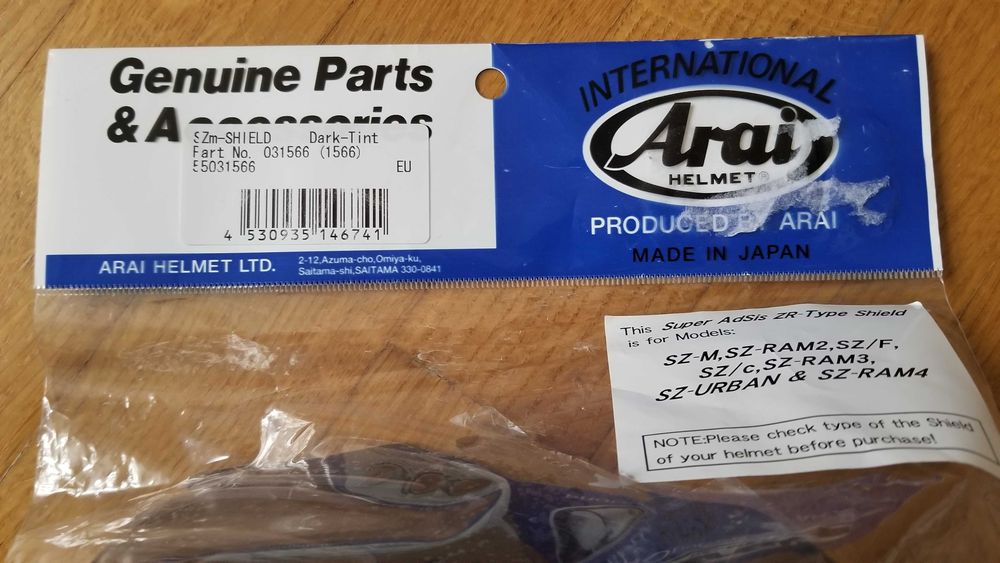 Genuine Parts
& Accessories
SZm-SHIELD Dark-Tint
Part No. 031566 (1566)
55031566 EU
4 530935 146741
ARAI HELMET LTD.
2-12,Azuma-cho,Omiya-ku,
Saitama-shi,SAITAMA 330-0841
INTERNATIONAL
Arai
HELMET®
PRODUCED BY ARAI
MADE IN JAPAN
This Super AdSis ZR-Type Shield
is for Models:
SZ-M,SZ-RAM2,SZ/F,
SZ/c,SZ-RAM3,
SZ-URBAN & SZ-RAM4
NOTE:Please check type of the Shield
of your helmet before purchase!